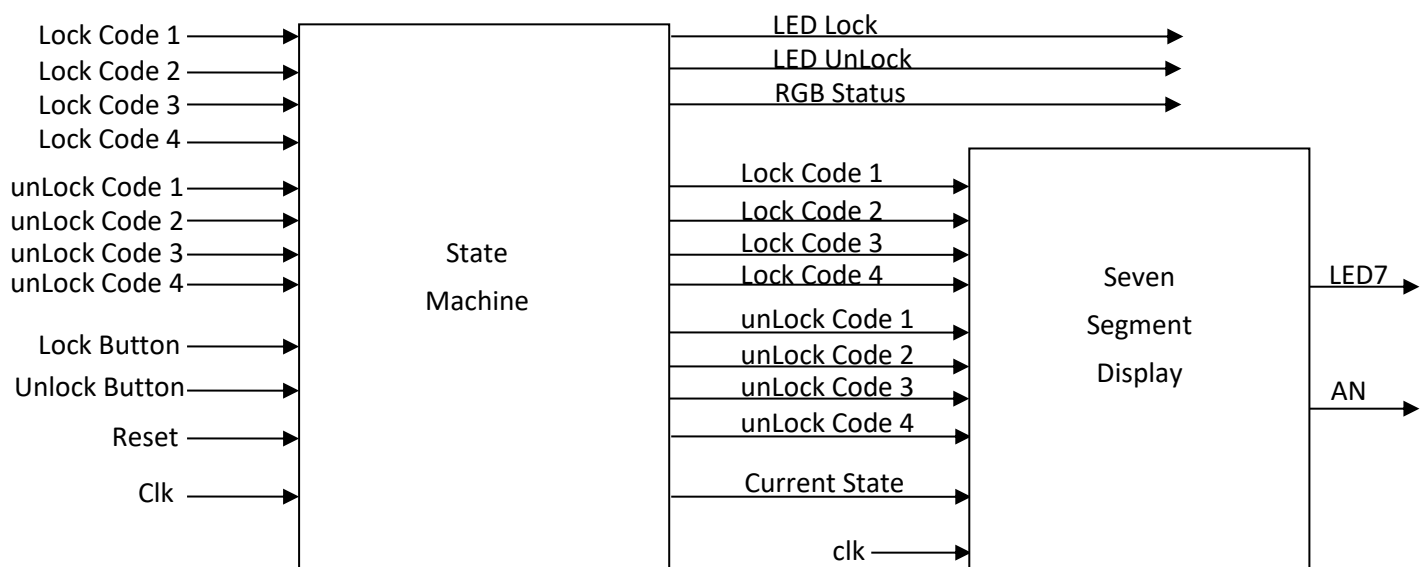 Lock Code 1
Lock Code 2
Lock Code 3
Lock Code 4
unLock Code 1
unLock Code 2
unLock Code 3
unLock Code 4
Lock Button
Unlock Button
Reset
Clk
State
Machine
LED Lock
LED UnLock
RGB Status
Lock Code 1
Lock Code 2
Lock Code 3
Lock Code 4
unLock Code 1
unLock Code 2
unLock Code 3
unLock Code 4
Current State
clk
Seven
Segment
Display
LED7
AN